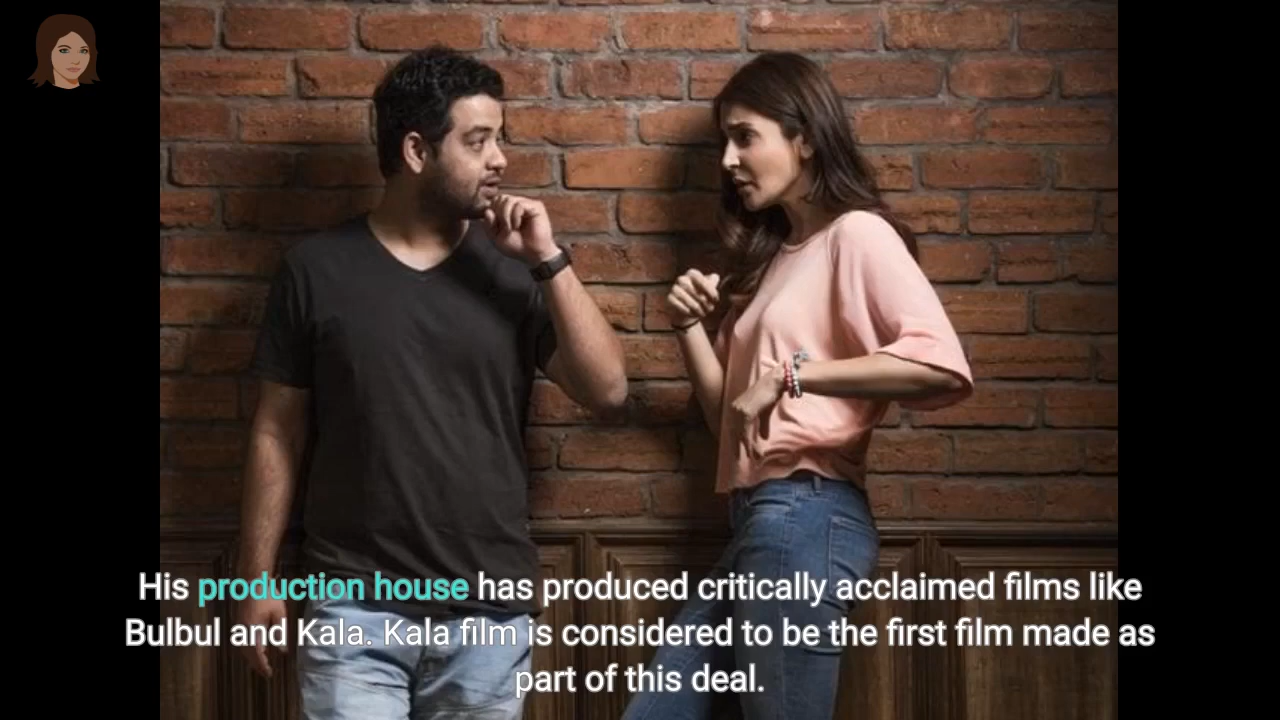 His production house has produced critically acclaimed films like
Bulbul and Kala. Kala film is considered to be the first film made as
part of this deal.